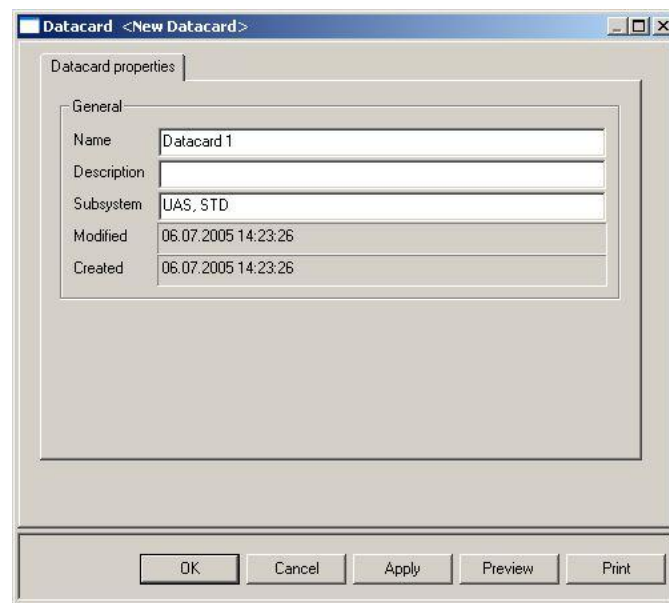 Datacard <New Datacard>
Datacard properties
General
Name Datacard 1
Description
Subsystem UAS, STD
Modified 06.07.2005 14:23:26
Created 06.07.2005 14:23:26
OK Cancel Apply Preview Print